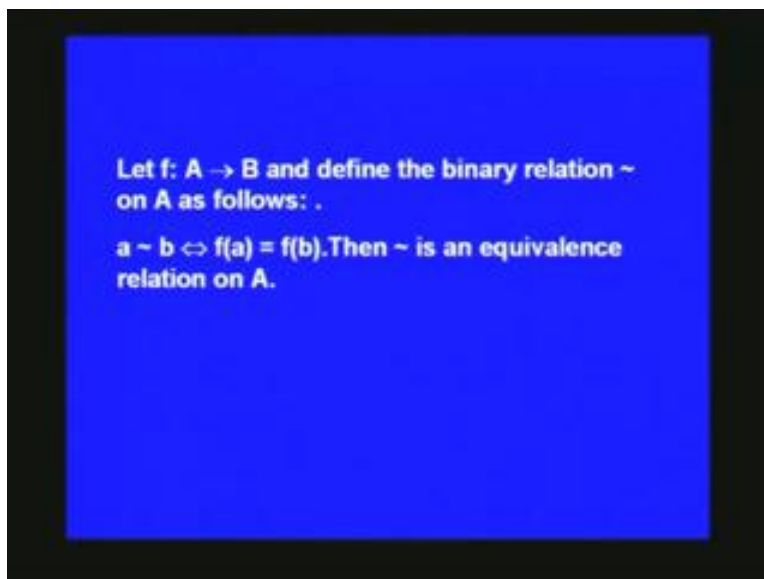 Let f: A → B and define the binary relation ~
on A as follows: .
a ~ b ⇔ f(a) = f(b).Then ~ is an equivalence
relation on A.